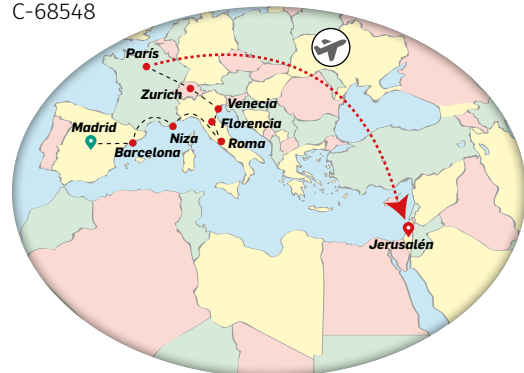 C-68548
París
Zurich
Venecia
Florencia
Madrid
Niza
Roma
Barcelona
Jerusalén